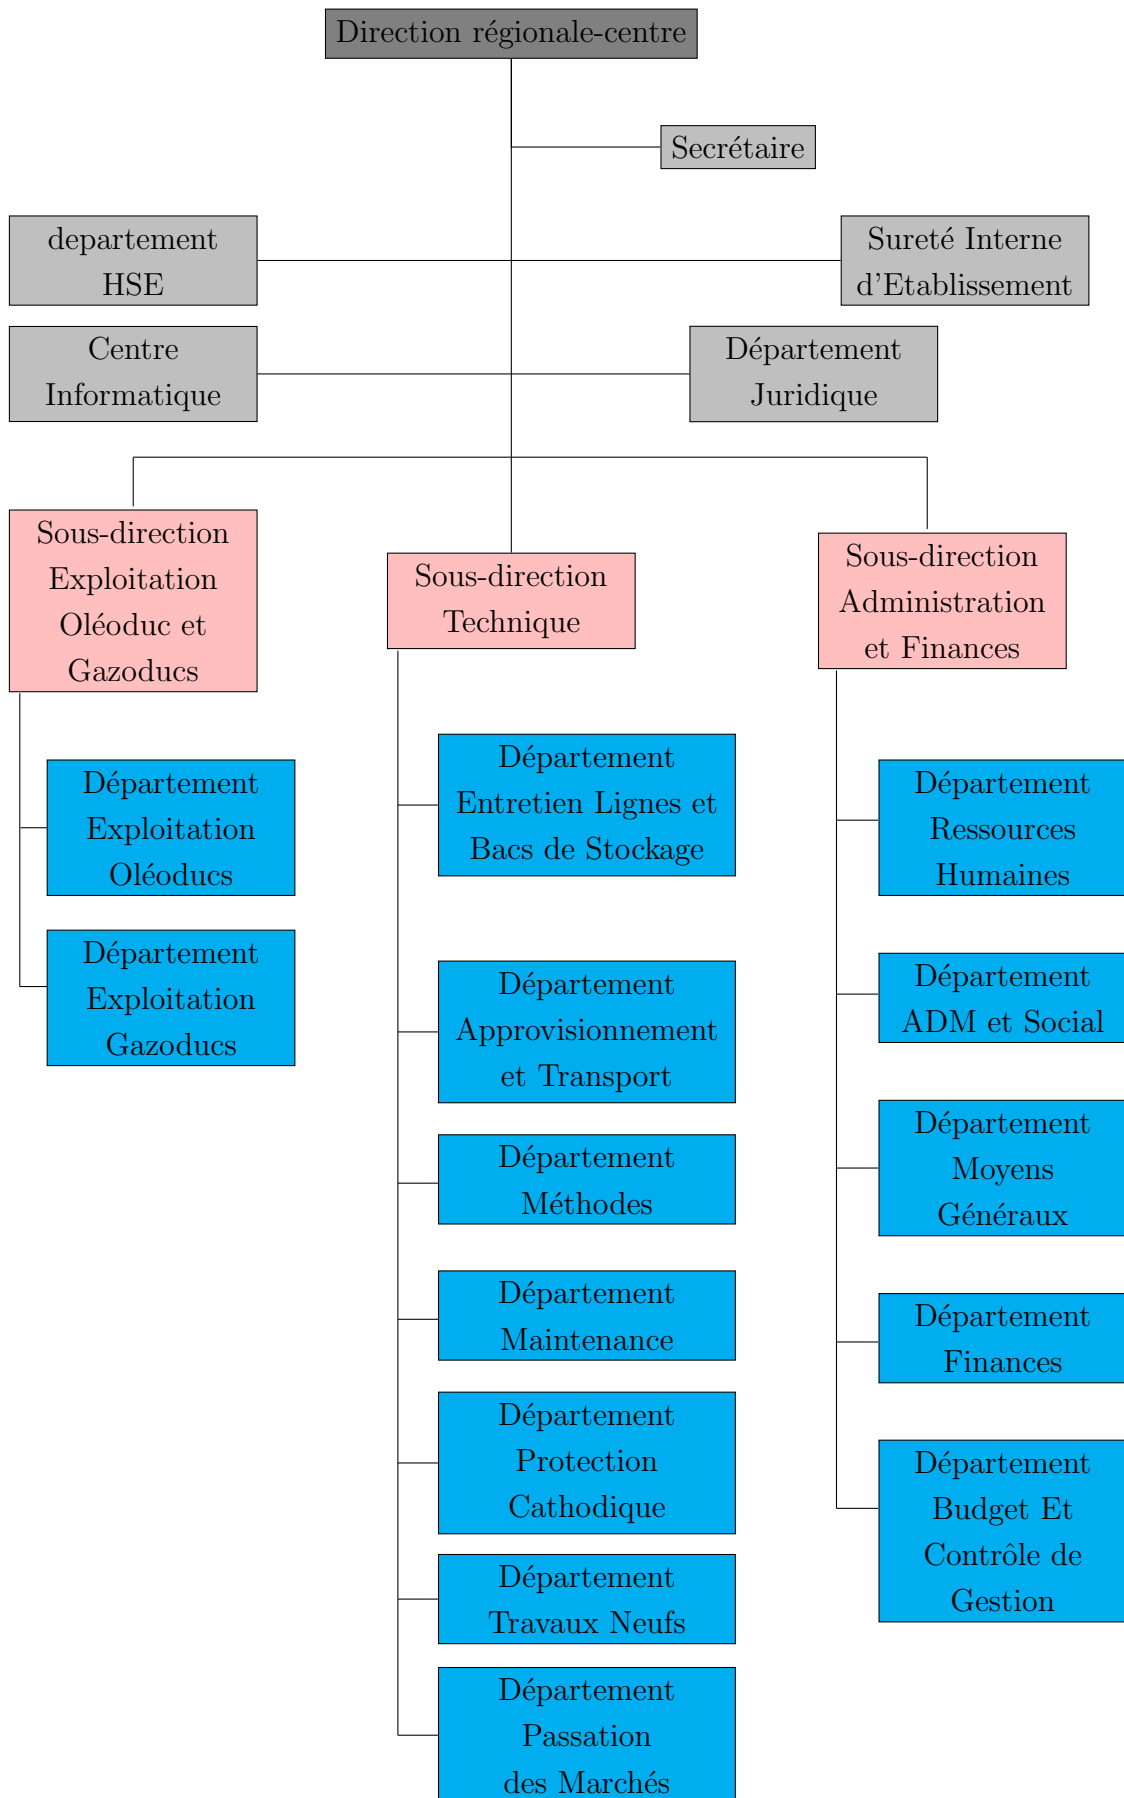 Direction régionale-centre
Secrétaire
departement
HSE
Sureté Interne
d'Etablissement
Centre
Informatique
Département
Juridique
Sous-direction
Exploitation
Oléoduc et
Gazoducs
Sous-direction
Technique
Sous-direction
Administration
et Finances
Département
Exploitation
Oléoducs
Département
Exploitation
Gazoducs
Département
Entretien Lignes et
Bacs de Stockage
Département
Approvisionnement
et Transport
Département
Méthodes
Département
Maintenance
Département
Protection
Cathodique
Département
Travaux Neufs
Département
Passation
des Marchés
Département
Ressources
Humaines
Département
ADM et Social
Département
Moyens
Généraux
Département
Finances
Département
Budget Et
Contrôle de
Gestion